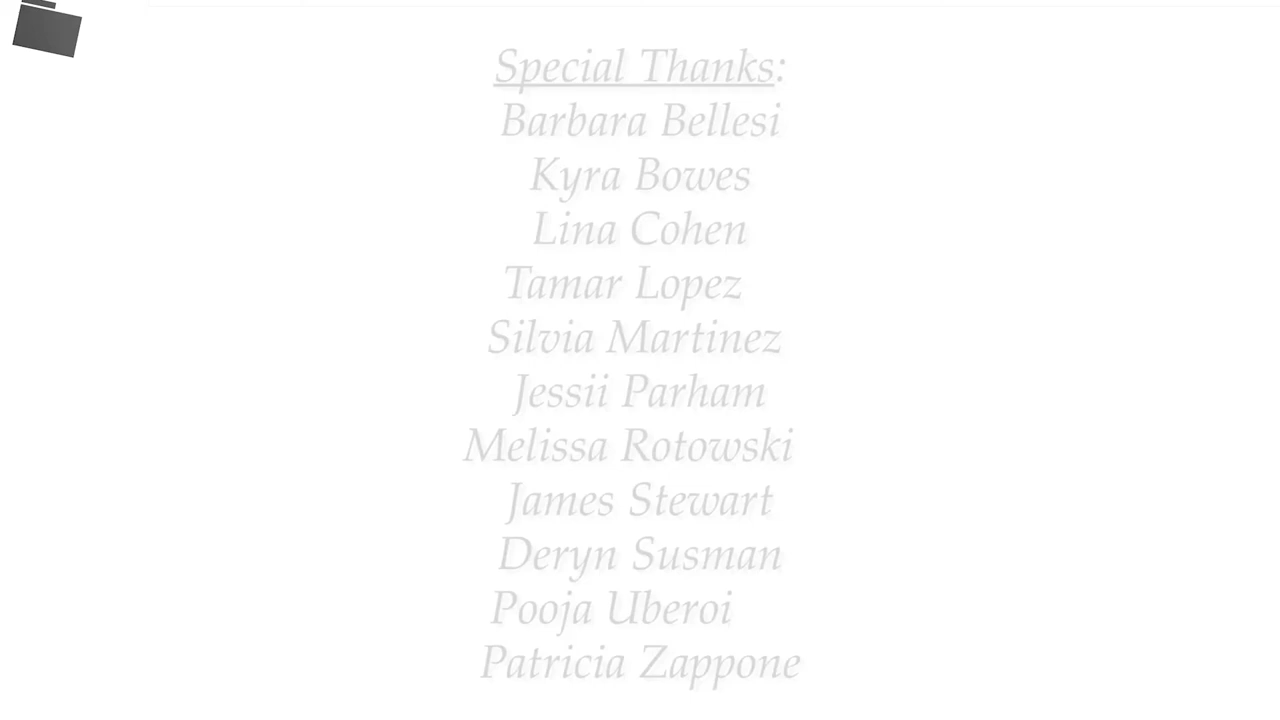 Special Thanks:
Barbara Bellesi
Kyra Bowes
Lina Cohen
Tamar Lopez
Silvia Martinez
Jessii Parham
Melissa Rotowski
James Stewart
Deryn Susman
Pooja Uberoi
Patricia Zappone